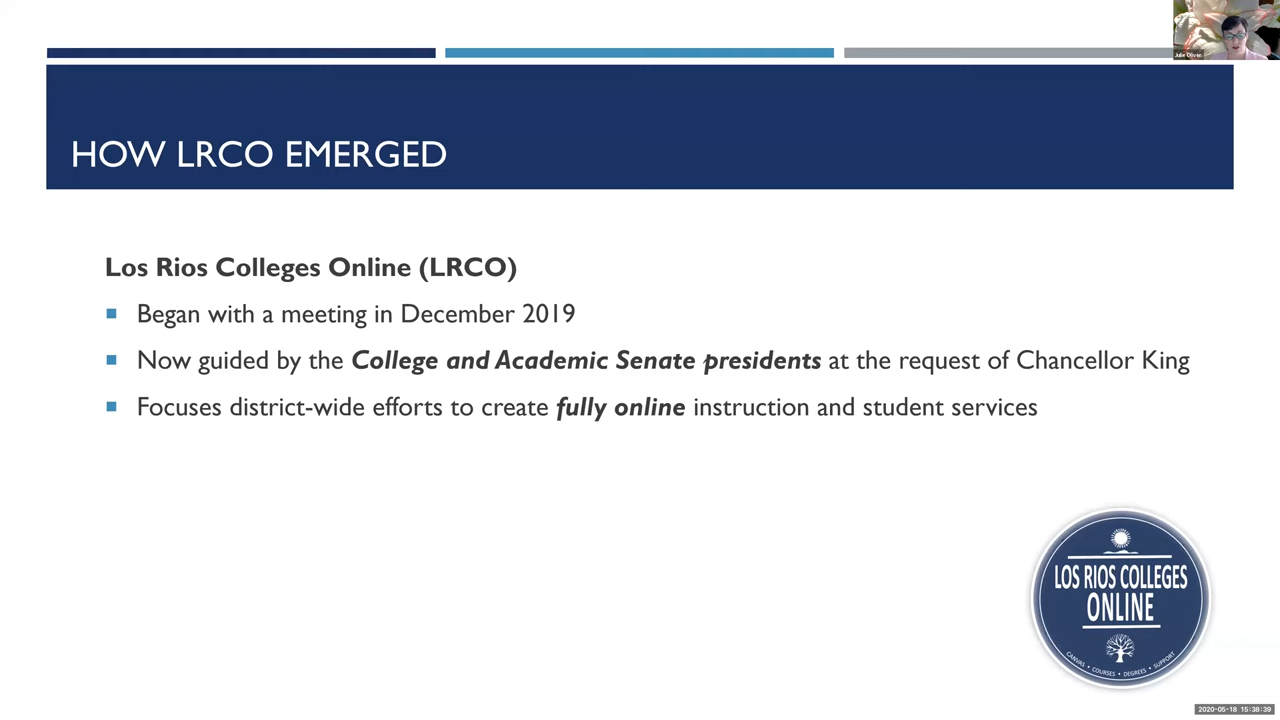 Julie Oliver
HOW LRCO EMERGED
Los Rios Colleges Online (LRCO)
Began with a meeting in December 2019
Now guided by the College and Academic Senate presidents at the request of Chancellor King
Focuses district-wide efforts to create fully online instruction and student services
LOS RIOS COLLEGES
ONLINE
CANVAS • COURSES • DEGREES • SUPPORT
2020-05-18 15:38:39